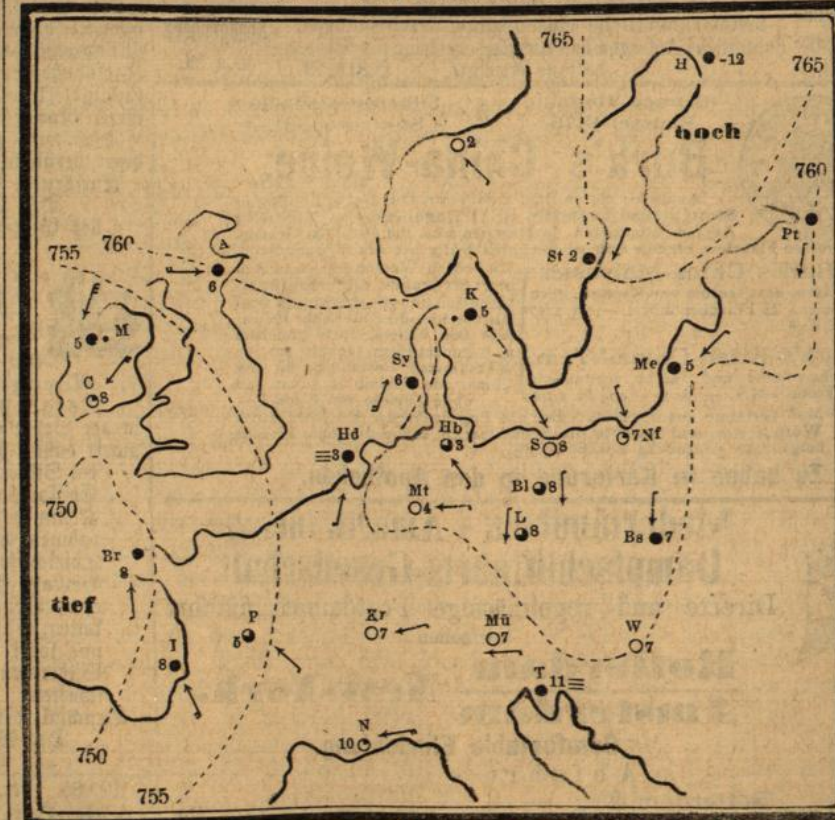 765
H -12
765
hoch
2
760
Pt
A
755 760
6
St 2
K
5
5 M
C
8
Sy
6
Me 5
Hd
3
Hb
3
S 8
7 Nf
750
Mt
4
Bl 8
L
8
Bs 7
Br
8
tief
P
5
I
8
Kr
7
Mü
7
W
7
T 11
N
10
750
755